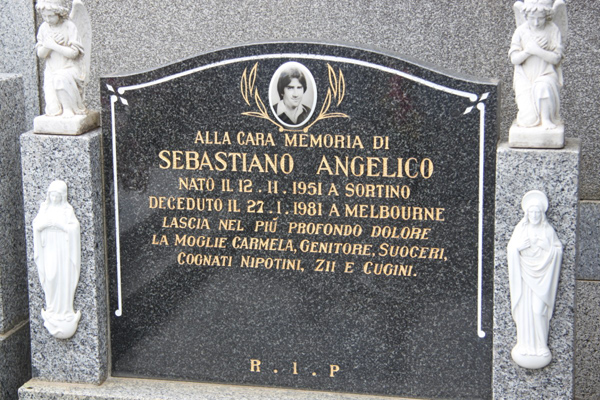 ALLA CARA MEMORIA DI
SEBASTIANO ANGELICO
NATO IL 12.11.1951 A SORTINO
DECEDUTO IL 27.1.1981 A MELBOURNE
LASCIA NEL PIÚ PROFONDO DOLORE
LA MOGLIE CARMELA, GENITORE, SUOCERI,
COGNATI NIPOTINI, ZII E CUGINI.
R.I.P